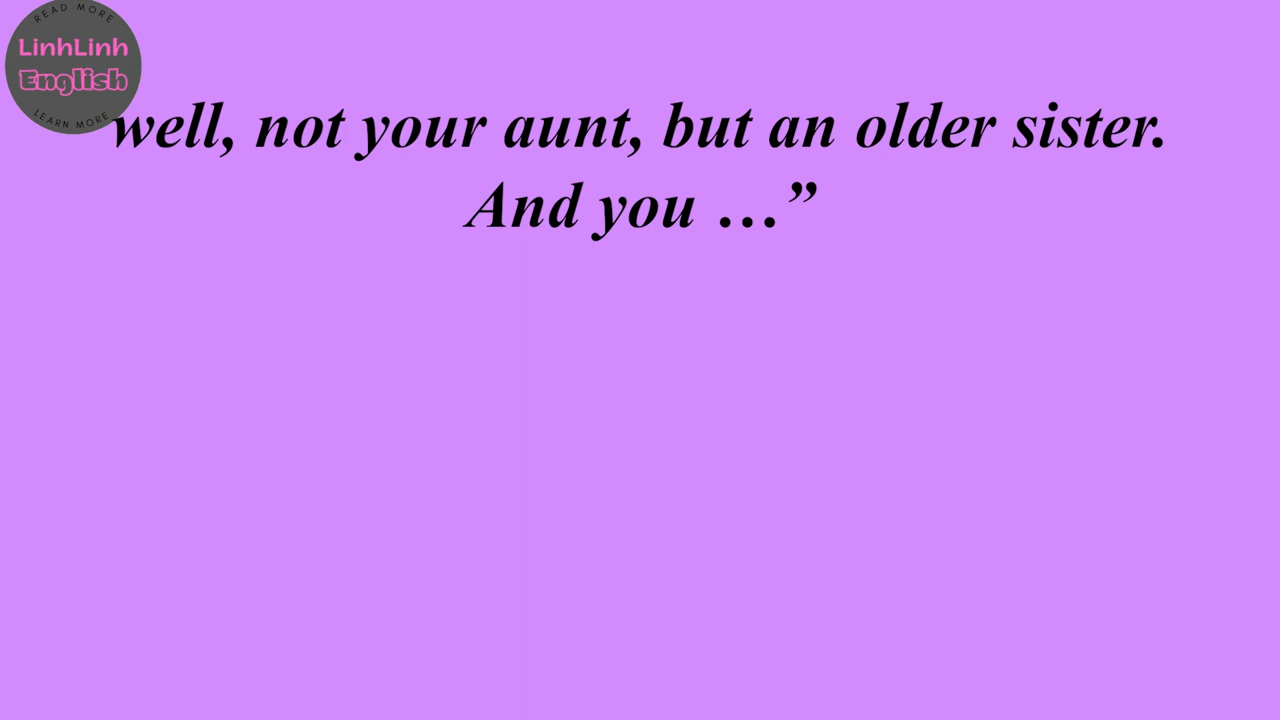 READ MORE
LinhLinh
English
LEARN MORE
well, not your aunt, but an older sister.
And you …”